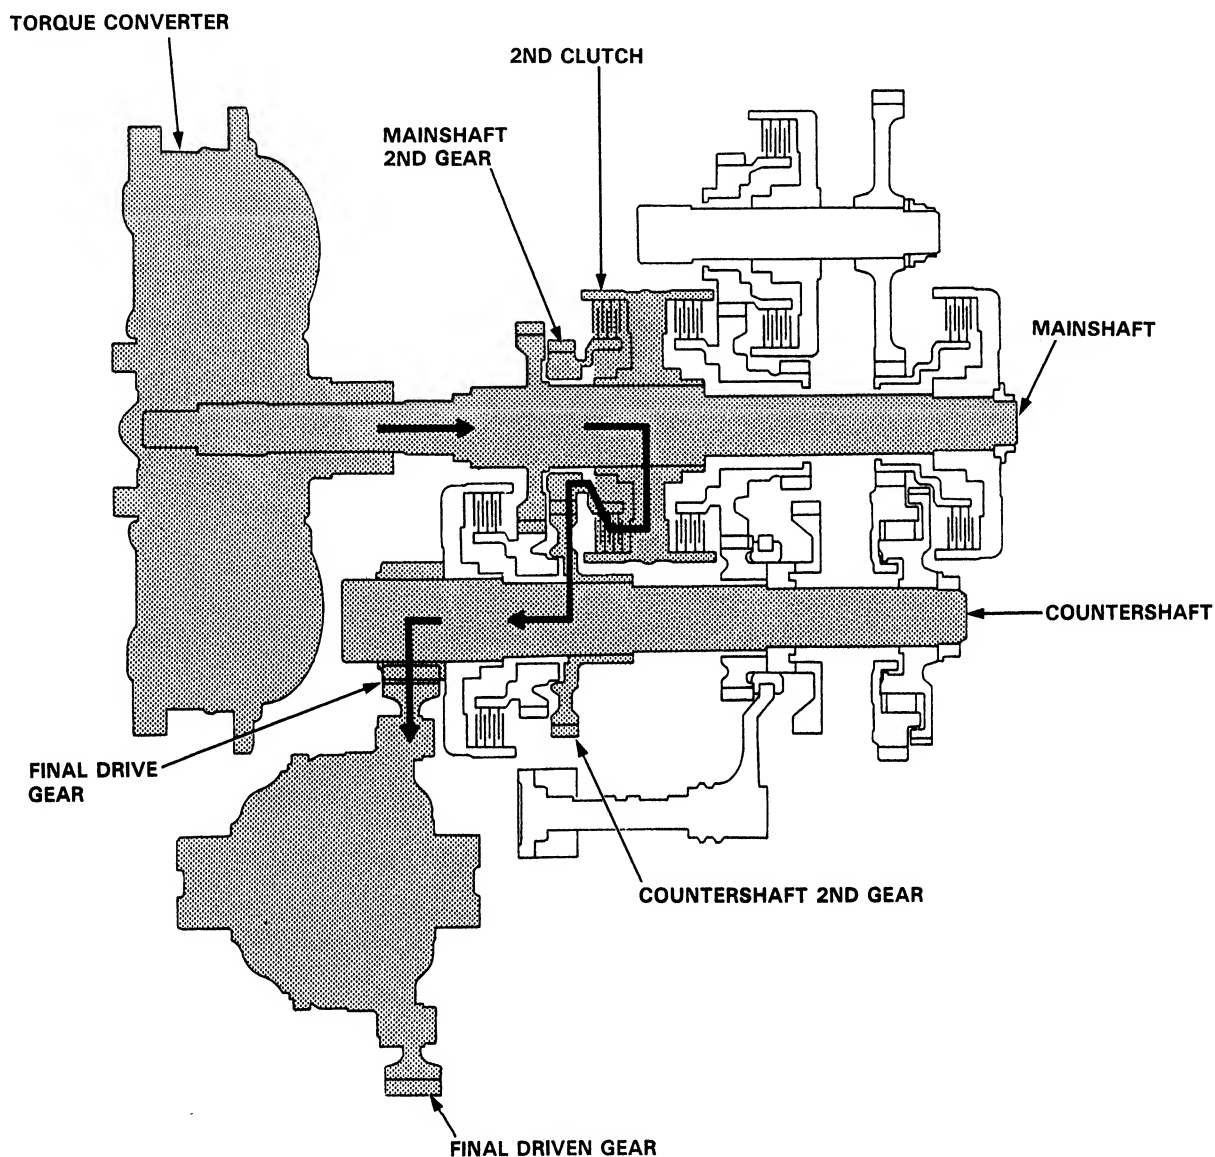 TORQUE CONVERTER
2ND CLUTCH
MAINSHAFT
2ND GEAR
MAINSHAFT
COUNTERSHAFT
FINAL DRIVE
GEAR
COUNTERSHAFT 2ND GEAR
FINAL DRIVEN GEAR